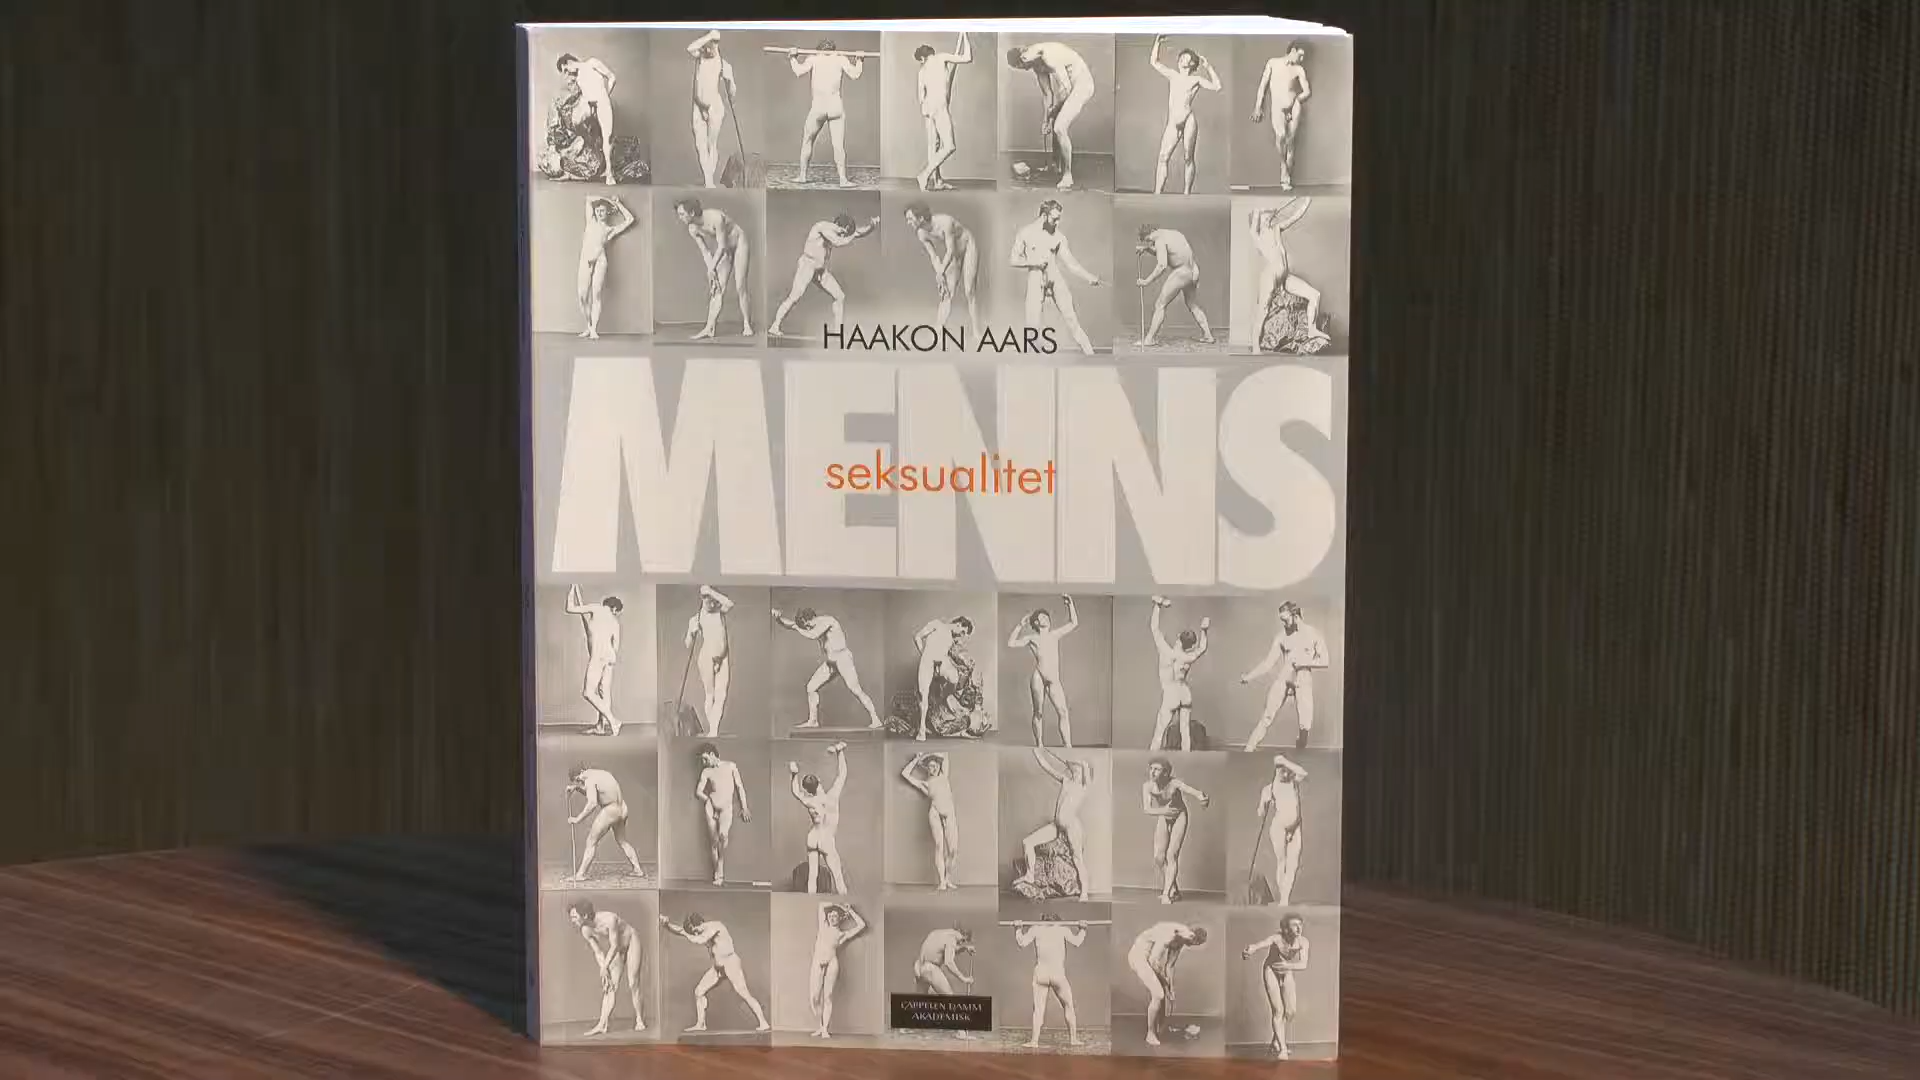 HAAKON AARS
MENNS
seksualitet
CAPPELEN DAMM
AKADEMISK